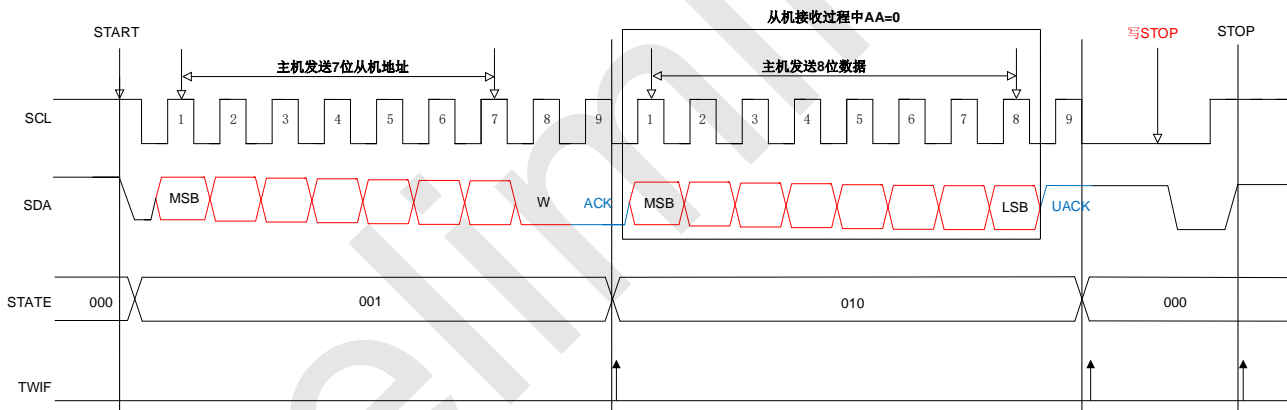 从机接收过程中AA=0
START
写STOP
STOP
主机发送7位从机地址
主机发送8位数据
SCL
1 2 3 4 5 6 7 8 9 1 2 3 4 5 6 7 8 9
SDA
MSB W ACK MSB LSB UACK
STATE
000 001 010 000
TWIF